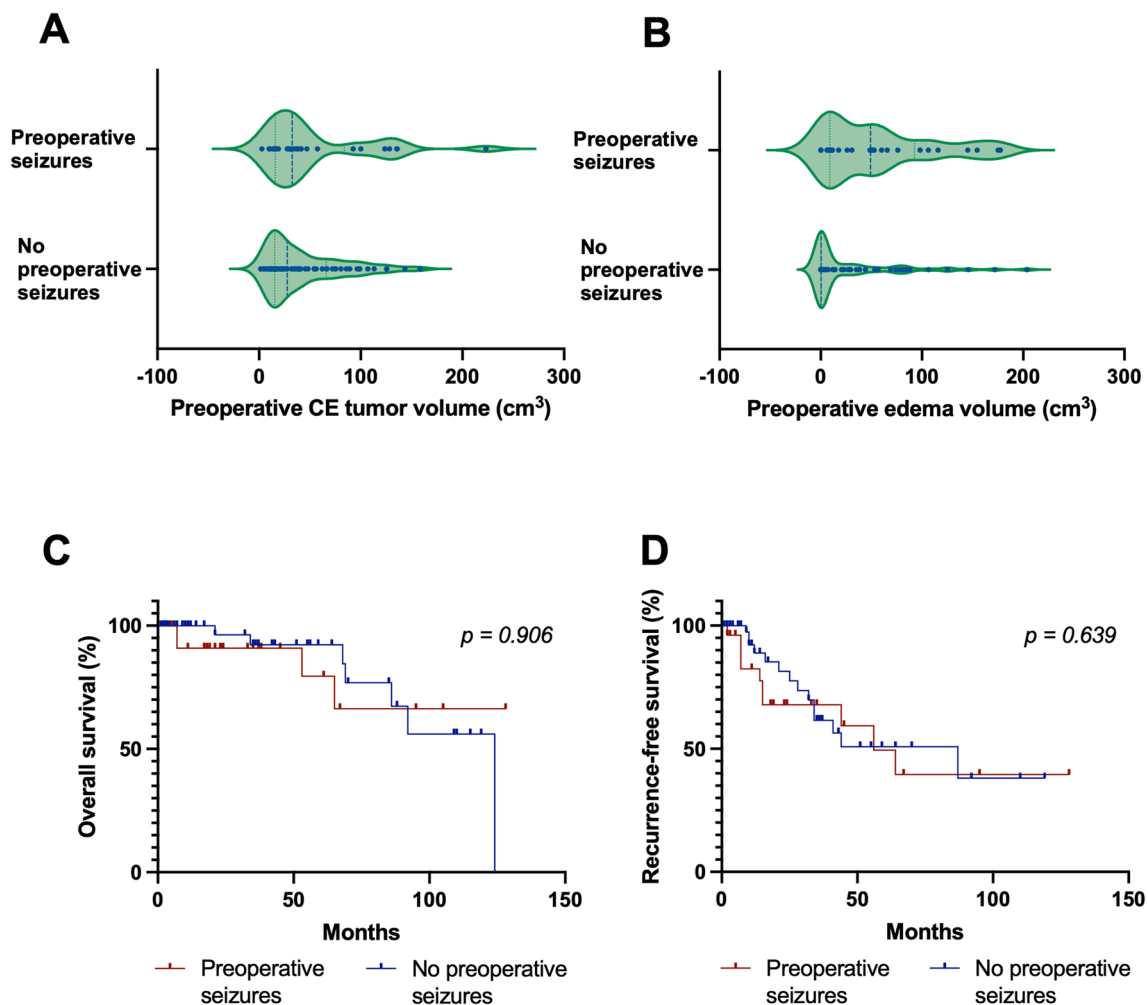 A
Preoperative
seizures
No
preoperative
seizures
-100
0
100
200
300
Preoperative CE tumor volume (cm³)
B
Preoperative
seizures
No
preoperative
seizures
-100
0
100
200
300
Preoperative edema volume (cm³)
C
Overall survival (%)
100
50
0
p = 0.906
0
50
100
150
Months
Preoperative
seizures
No preoperative
seizures
D
Recurrence-free survival (%)
100
50
0
p = 0.639
0
50
100
150
Months
Preoperative
seizures
No preoperative
seizures